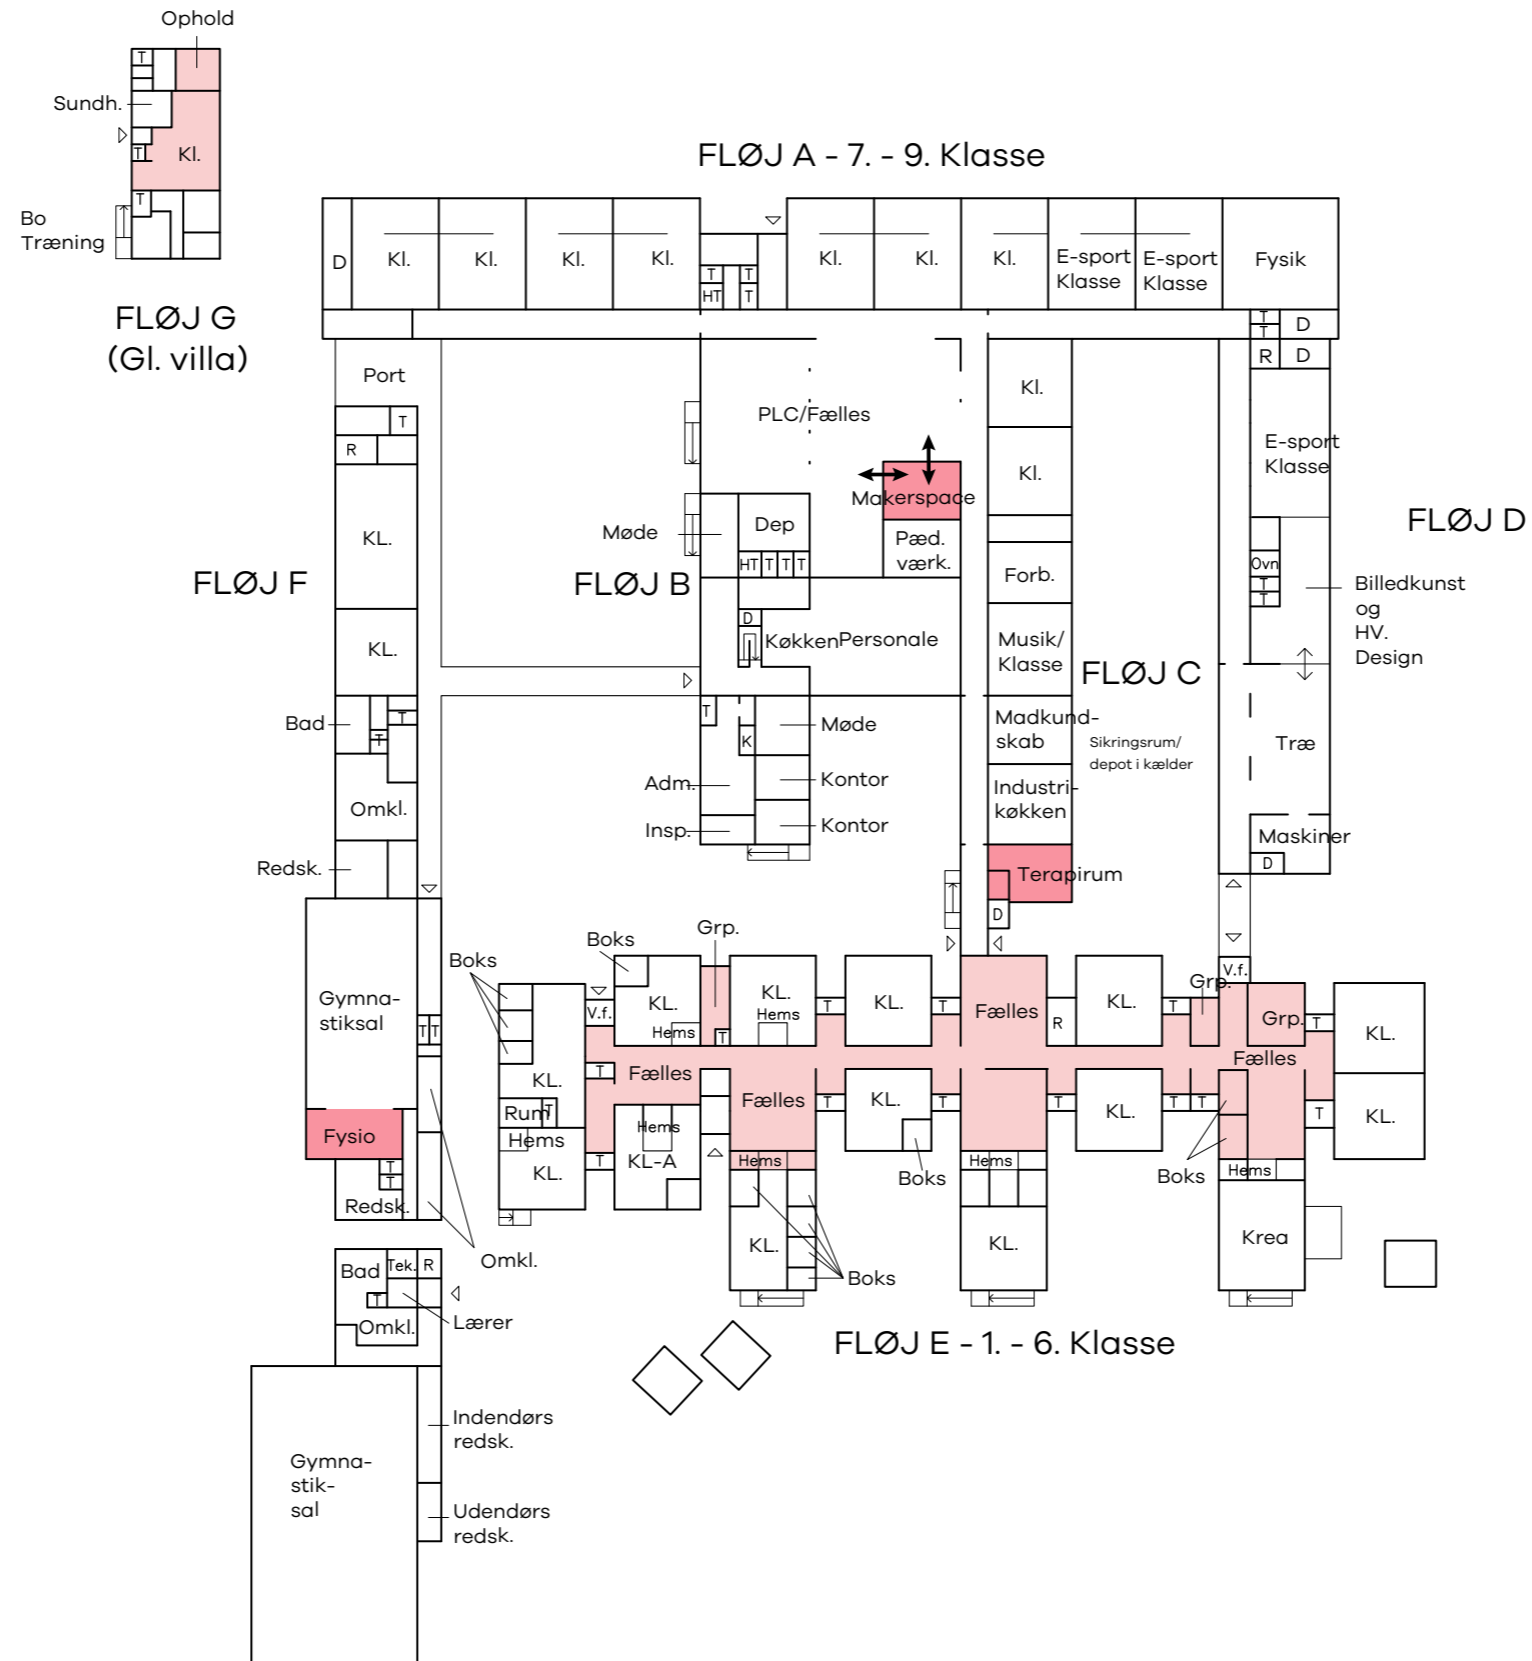 Ophold
T
Sundh.
T
Kl.
T
Bo
Træning
FLØJ G
(Gl. villa)
FLØJ A - 7. - 9. Klasse
D
Kl.
Kl.
Kl.
Kl.
T
T
HT
T
Kl.
Kl.
Kl.
E-sport
Klasse
E-sport
Klasse
Fysik
T
T
D
R
D
Port
T
R
KL.
FLØJ F
KL.
Bad
T
T
Omkl.
Redsk.
PLC/Fælles
Makerspace
Møde
Dep
Pæd.
værk.
HT
T
T
T
FLØJ B
D
Køkken
Personale
T
K
Møde
Adm.
Kontor
Insp.
Kontor
Kl.
Kl.
Forb.
Musik/
Klasse
FLØJ C
Madkund-
skab
Sikringsrum/
depot i kælder
Industri-
køkken
Terapirum
D
E-sport
Klasse
FLØJ D
Ovn
T
T
Billedkunst
og
HV.
Design
Træ
Maskiner
D
Gymna-
stiksal
T
T
Fysio
T
T
Redsk.
Omkl.
Bad
Tek.
R
T
Omkl.
Lærer
Indendørs
redsk.
Gymna-
stik-
sal
Udendørs
redsk.
Boks
Boks
Grp.
V.f.
KL.
Hems
T
KL.
Hems
T
KL.
T
Fælles
R
KL.
T
Grp.
V.f.
Grp.
T
KL.
Fælles
KL.
T
Fælles
KL.
Rum
T
Hems
KL.
T
Hems
KL-A
Fælles
T
KL.
T
Boks
T
KL.
T
T
T
Boks
Hems
KL.
Boks
Hems
KL.
Hems
Krea
FLØJ E - 1. - 6. Klasse